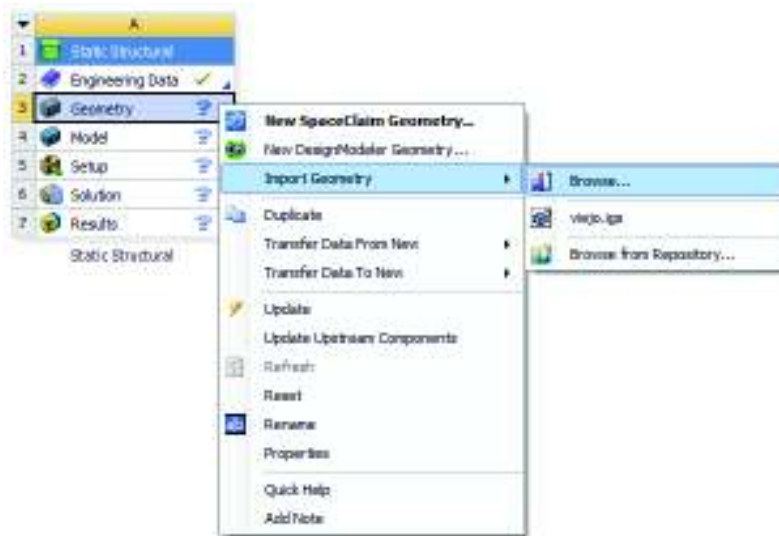 A
1 Static Structural
2 Engineering Data
3 Geometry
4 Model
5 Setup
6 Solution
7 Results
Static Structural
New SpaceClaim Geometry...
New DesignModeler Geometry...
Import Geometry
Browse...
viejo.igs
Browse from Repository...
Duplicate
Transfer Data From New
Transfer Data To New
Update
Update Upstream Components
Refresh
Reset
Rename
Properties
Quick Help
Add Note